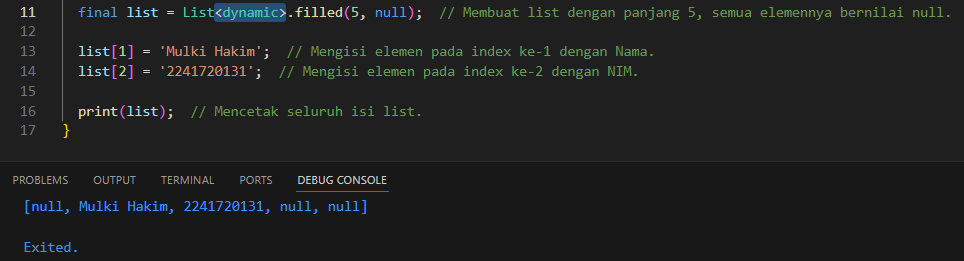 11 final list = List<dynamic>.filled(5, null); // Membuat list dengan panjang 5, semua elemennya bernilai null.
12
13 list[1] = 'Mulki Hakim'; // Mengisi elemen pada index ke-1 dengan Nama.
14 list[2] = '2241720131'; // Mengisi elemen pada index ke-2 dengan NIM.
15
16 print(list); // Mencetak seluruh isi list.
17 }
PROBLEMS OUTPUT TERMINAL PORTS DEBUG CONSOLE
[null, Mulki Hakim, 2241720131, null, null]
Exited.